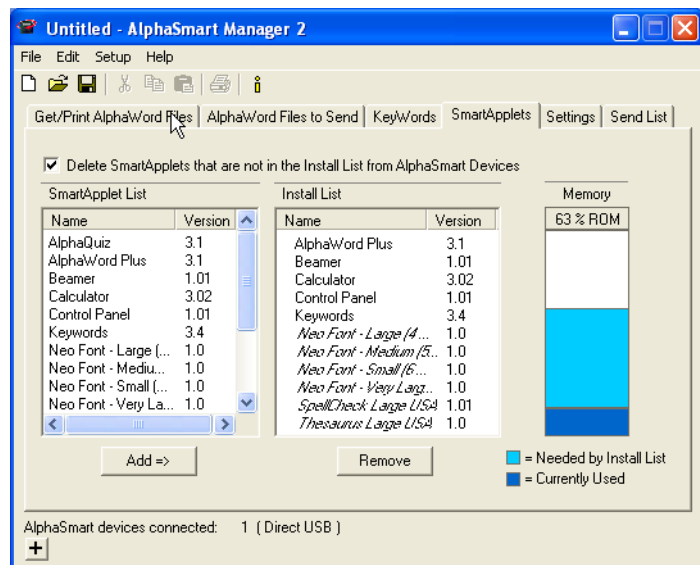 Untitled - AlphaSmart Manager 2
File Edit Setup Help
Get/Print AlphaWord Files AlphaWord Files to Send KeyWords SmartApplets Settings Send List
Delete SmartApplets that are not in the Install List from AlphaSmart Devices
SmartApplet List Install List Memory
Name Version Name Version 63 % ROM
AlphaQuiz 3.1 AlphaWord Plus 3.1
AlphaWord Plus 3.1 Beamer 1.01
Beamer 1.01 Calculator 3.02
Calculator 3.02 Control Panel 1.01
Control Panel 1.01 Keywords 3.4
Keywords 3.4 Neo Font - Large (4... 1.0
Neo Font - Large (... 1.0 Neo Font - Medium (5... 1.0
Neo Font - Mediu... 1.0 Neo Font - Small (6... 1.0
Neo Font - Small (... 1.0 Neo Font - Very Larg... 1.0
Neo Font - Very La... 1.0 SpellCheck Large USA 1.01
Thesaurus Large USA 1.0
Add => Remove = Needed by Install List
= Currently Used
AlphaSmart devices connected: 1 ( Direct USB )